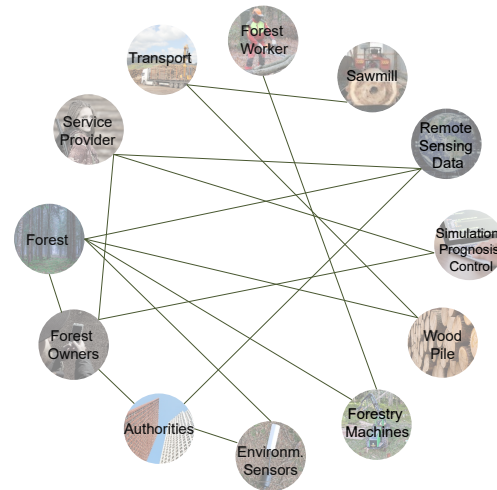 Forest
Worker
Transport
Sawmill
Service
Provider
Remote
Sensing
Data
Forest
Simulation
Prognosis
Control
Forest
Owners
Wood
Pile
Authorities
Forestry
Machines
Environm.
Sensors